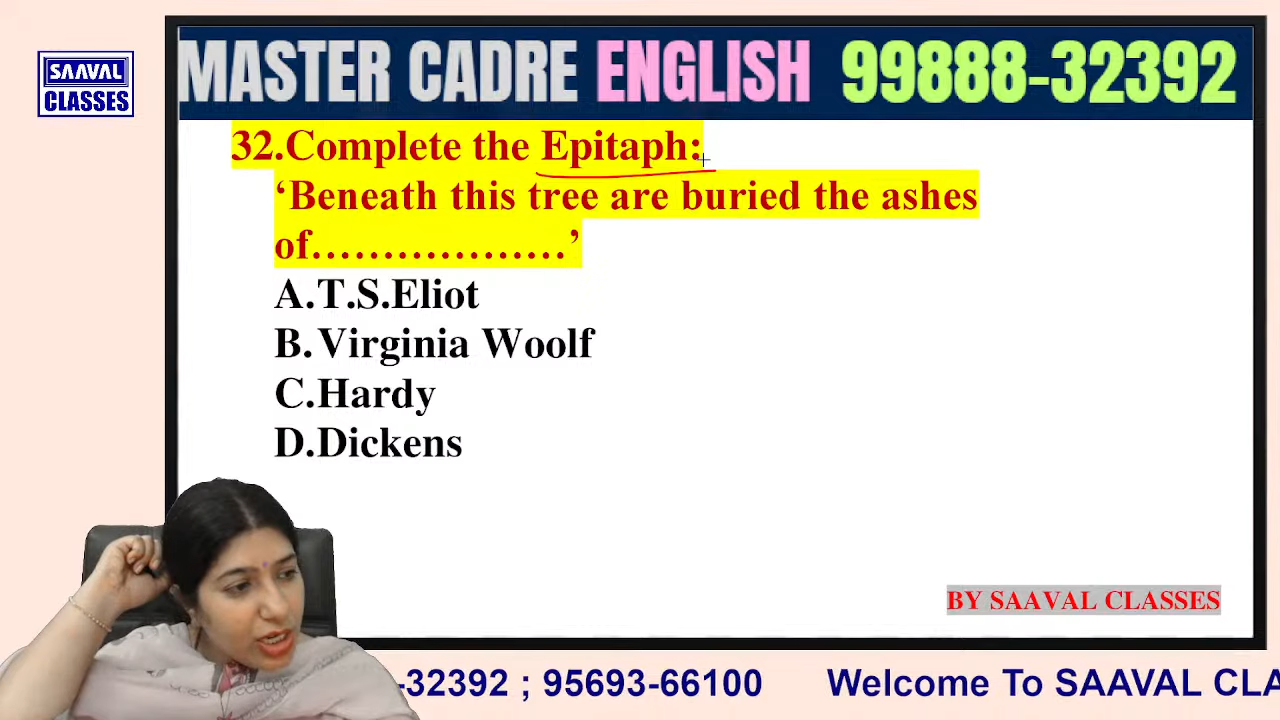 SAAVAL
CLASSES
MASTER CADRE ENGLISH 99888-32392
32.Complete the Epitaph:
‘Beneath this tree are buried the ashes
of………………’
A.T.S.Eliot
B.Virginia Woolf
C.Hardy
D.Dickens
BY SAAVAL CLASSES
-32392 ; 95693-66100 Welcome To SAAVAL CLA